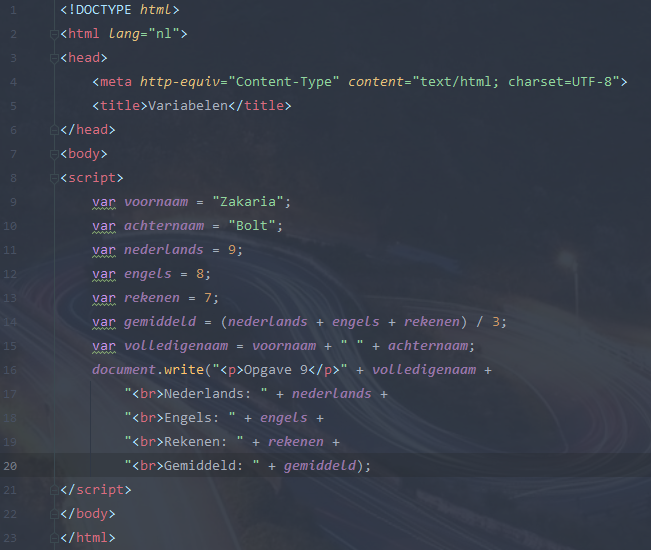 1 <!DOCTYPE html>
2 <html lang="nl">
3 <head>
4     <meta http-equiv="Content-Type" content="text/html; charset=UTF-8">
5     <title>Variabelen</title>
6 </head>
7 <body>
8 <script>
9     var voornaam = "Zakaria";
10     var achternaam = "Bolt";
11     var nederlands = 9;
12     var engels = 8;
13     var rekenen = 7;
14     var gemiddeld = (nederlands + engels + rekenen) / 3;
15     var volledigenaam = voornaam + " " + achternaam;
16     document.write("<p>Opgave 9</p>" + volledigenaam +
17         "<br>Nederlands: " + nederlands +
18         "<br>Engels: " + engels +
19         "<br>Rekenen: " + rekenen +
20         "<br>Gemiddeld: " + gemiddeld);
21 </script>
22 </body>
23 </html>